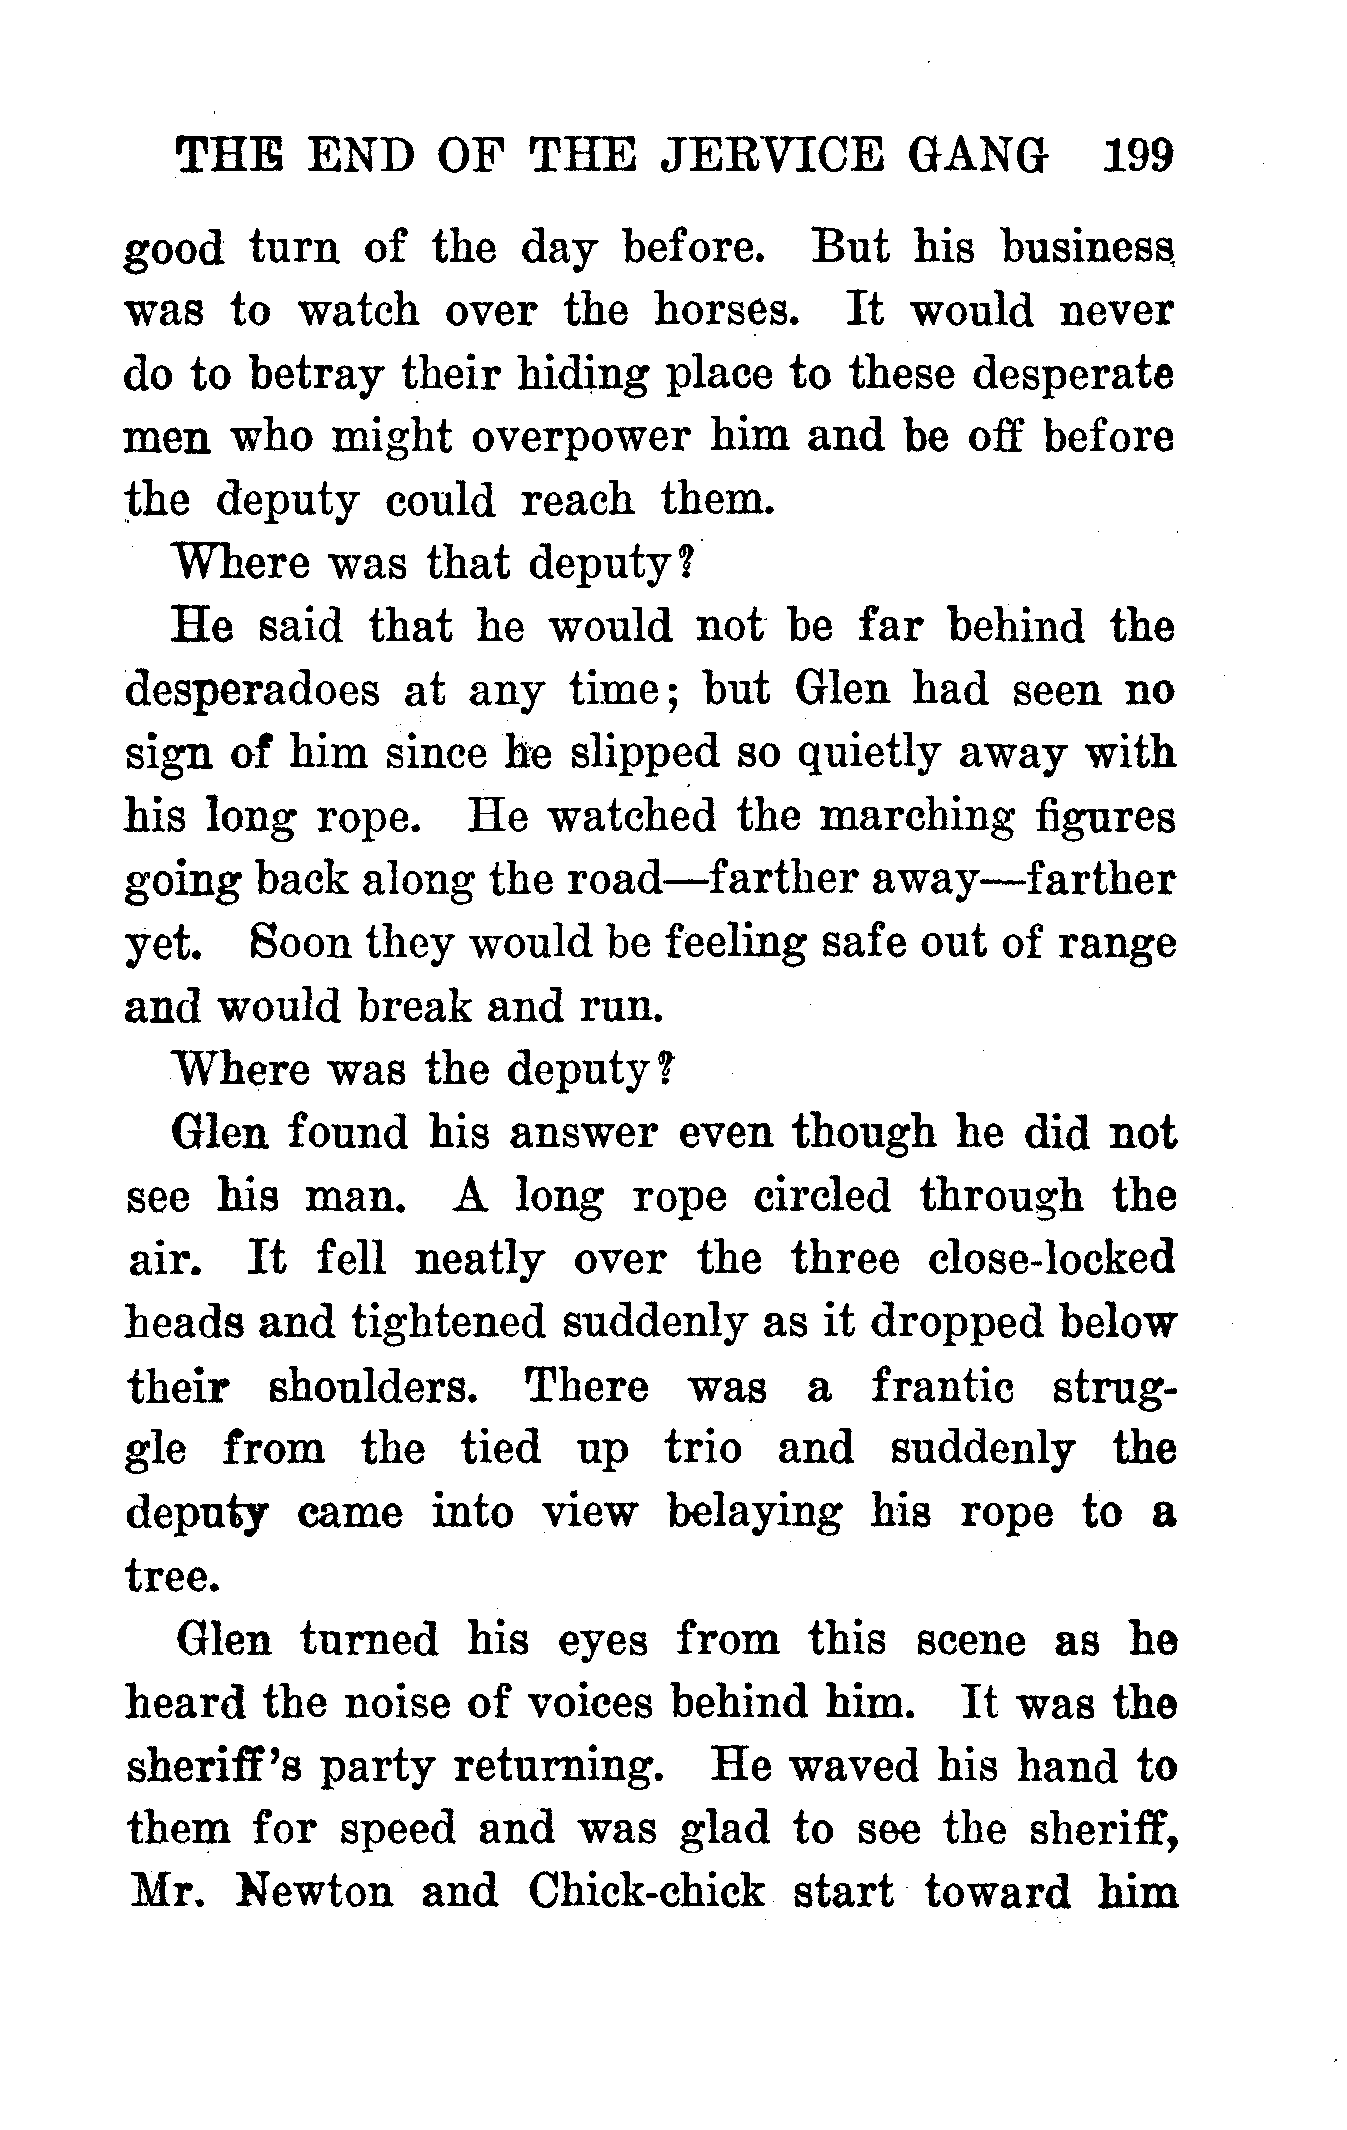 THE END OF THE JERVICE GANG 199
good turn of the day before. But his business
was to watch over the horses. It would never
do to betray their hiding place to these desperate
men who might overpower him and be off before
the deputy could reach them.
Where was that deputy?
He said that he would not be far behind the
desperadoes at any time; but Glen had seen no
sign of him since he slipped so quietly away with
his long rope. He watched the marching figures
going back along the road—farther away—farther
yet. Soon they would be feeling safe out of range
and would break and run.
Where was the deputy?
Glen found his answer even though he did not
see his man. A long rope circled through the
air. It fell neatly over the three close-locked
heads and tightened suddenly as it dropped below
their shoulders. There was a frantic strug-
gle from the tied up trio and suddenly the
deputy came into view belaying his rope to a
tree.
Glen turned his eyes from this scene as he
heard the noise of voices behind him. It was the
sheriff's party returning. He waved his hand to
them for speed and was glad to see the sheriff,
Mr. Newton and Chick-chick start toward him